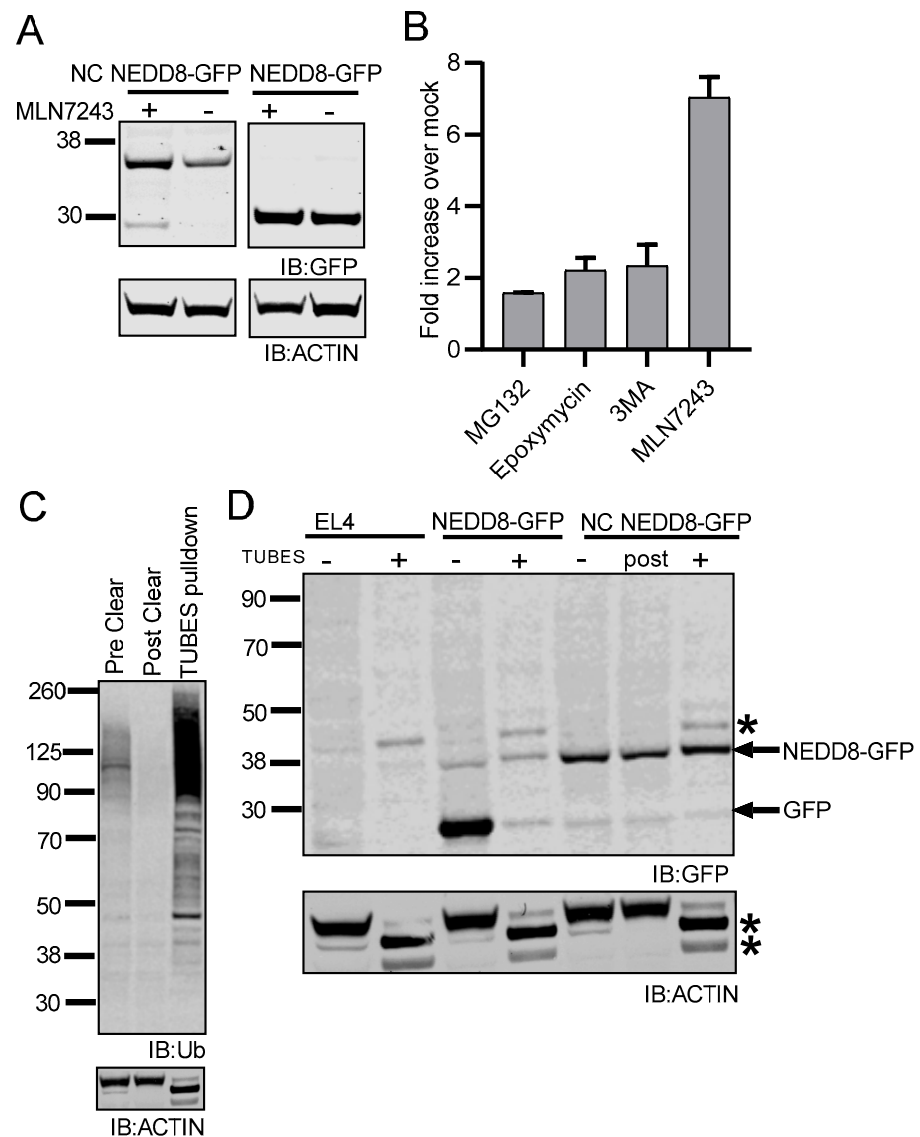 A
NC NEDD8-GFP NEDD8-GFP
MLN7243 + - + -
38
30
IB:GFP
IB:ACTIN
B
Fold increase over mock
8
6
4
2
0
MG132
Epoxymycin
3MA
MLN7243
C
Pre Clear
Post Clear
TUBES pulldown
260
125
90
70
50
38
30
IB:Ub
IB:ACTIN
D
EL4 NEDD8-GFP NC NEDD8-GFP
TUBES - + - + - post +
90
70
50
38
30
*
NEDD8-GFP
GFP
IB:GFP
*
*
IB:ACTIN